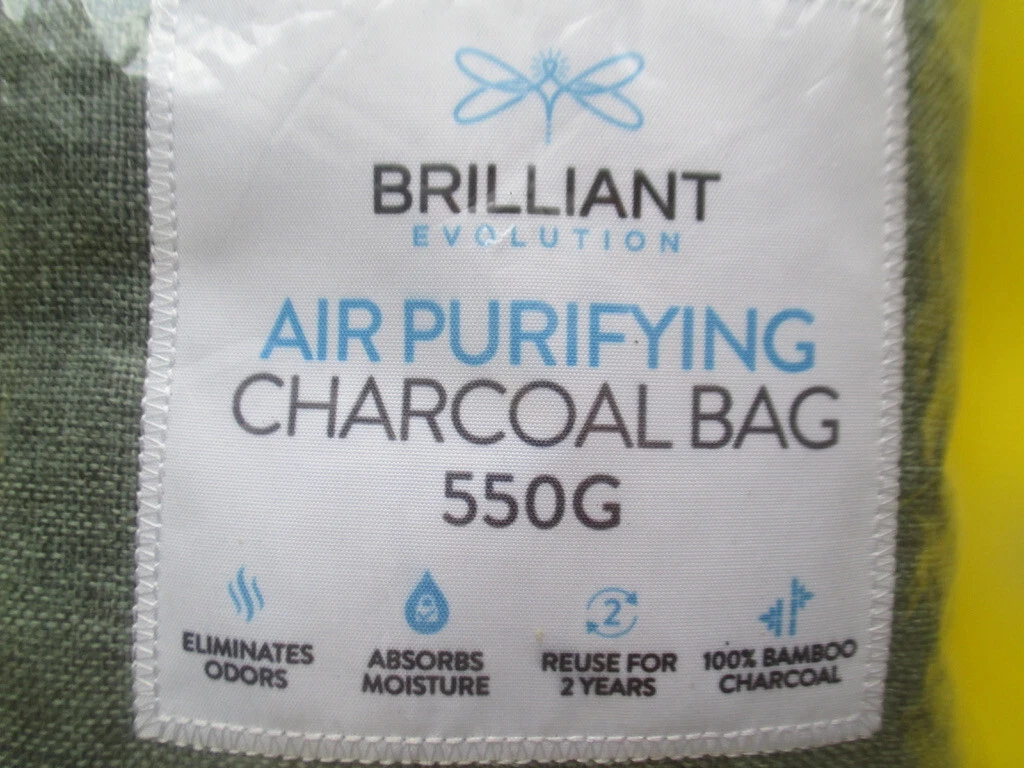 BRILLIANT
EVOLUTION
AIR PURIFYING
CHARCOAL BAG
550G
ELIMINATES
ODORS
ABSORBS
MOISTURE
2
REUSE FOR
2 YEARS
100% BAMBOO
CHARCOAL